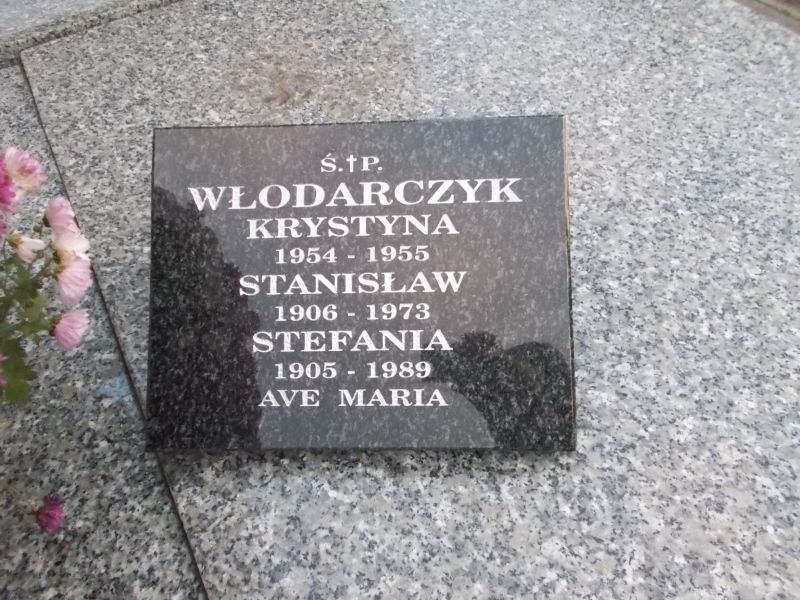 Ś.†P.
WŁODARCZYK
KRYSTYNA
1954 - 1955
STANISŁAW
1906 - 1973
STEFANIA
1905 - 1989
AVE MARIA